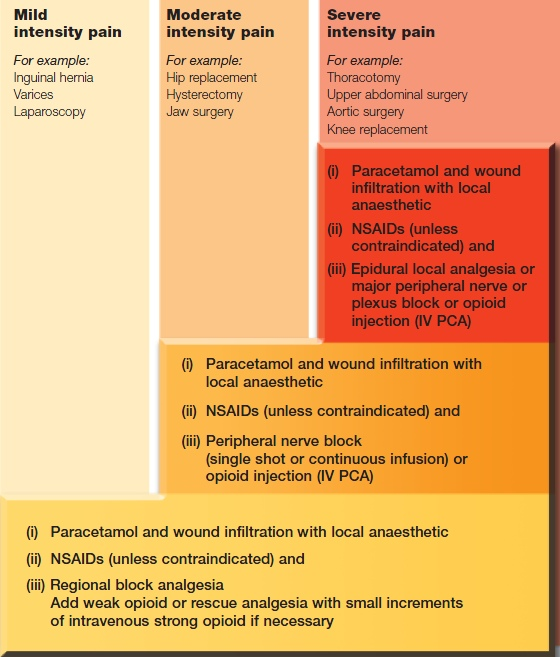 Mild
intensity pain
For example:
Inguinal hernia
Varices
Laparoscopy
Moderate
intensity pain
For example:
Hip replacement
Hysterectomy
Jaw surgery
Severe
intensity pain
For example:
Thoracotomy
Upper abdominal surgery
Aortic surgery
Knee replacement
(i) Paracetamol and wound
infiltration with local
anaesthetic
(ii) NSAIDs (unless
contraindicated) and
(iii) Epidural local analgesia or
major peripheral nerve or
plexus block or opioid
injection (IV PCA)
(i) Paracetamol and wound infiltration with
local anaesthetic
(ii) NSAIDs (unless contraindicated) and
(iii) Peripheral nerve block
(single shot or continuous infusion) or
opioid injection (IV PCA)
(i) Paracetamol and wound infiltration with local anaesthetic
(ii) NSAIDs (unless contraindicated) and
(iii) Regional block analgesia
Add weak opioid or rescue analgesia with small increments
of intravenous strong opioid if necessary